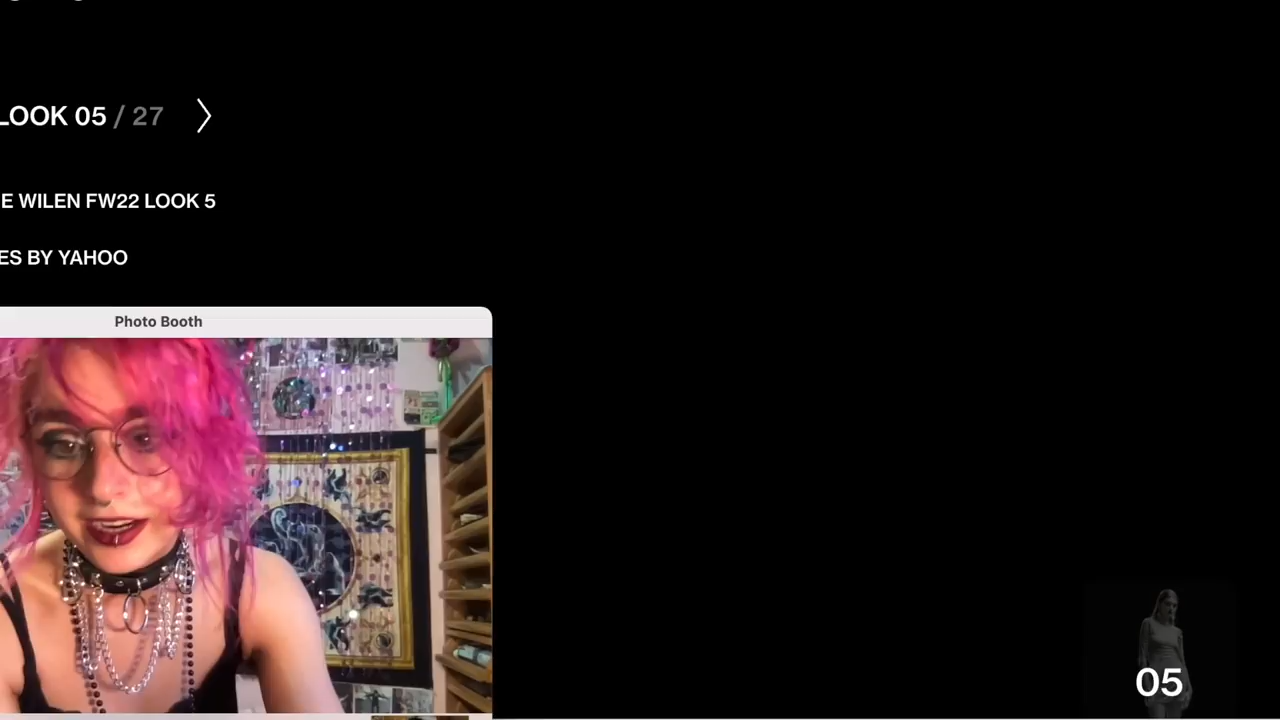 LOOK 05 / 27
E WILEN FW22 LOOK 5
ES BY YAHOO
Photo Booth
05